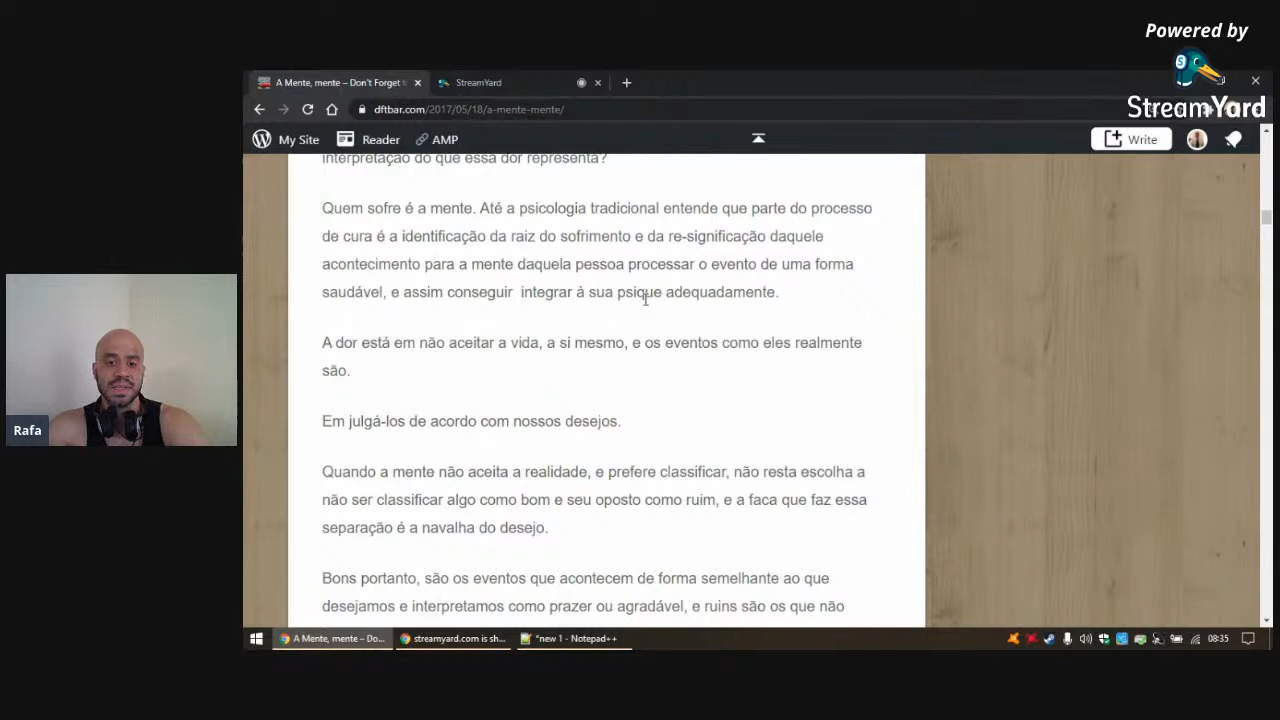 Powered by
StreamYard
A Mente, mente – Don't Forget t
StreamYard
dftbar.com/2017/05/18/a-mente-mente/
My Site
Reader
AMP
Write
interpretação do que essa dor representa?
Quem sofre é a mente. Até a psicologia tradicional entende que parte do processo
de cura é a identificação da raiz do sofrimento e da re-significação daquele
acontecimento para a mente daquela pessoa processar o evento de uma forma
saudável, e assim conseguir  integrar à sua psique adequadamente.
A dor está em não aceitar a vida, a si mesmo, e os eventos como eles realmente
são.
Em julgá-los de acordo com nossos desejos.
Quando a mente não aceita a realidade, e prefere classificar, não resta escolha a
não ser classificar algo como bom e seu oposto como ruim, e a faca que faz essa
separação é a navalha do desejo.
Bons portanto, são os eventos que acontecem de forma semelhante ao que
desejamos e interpretamos como prazer ou agradável, e ruins são os que não
Rafa
A Mente, mente – Do...
streamyard.com is sh...
*new 1 - Notepad++
08:35